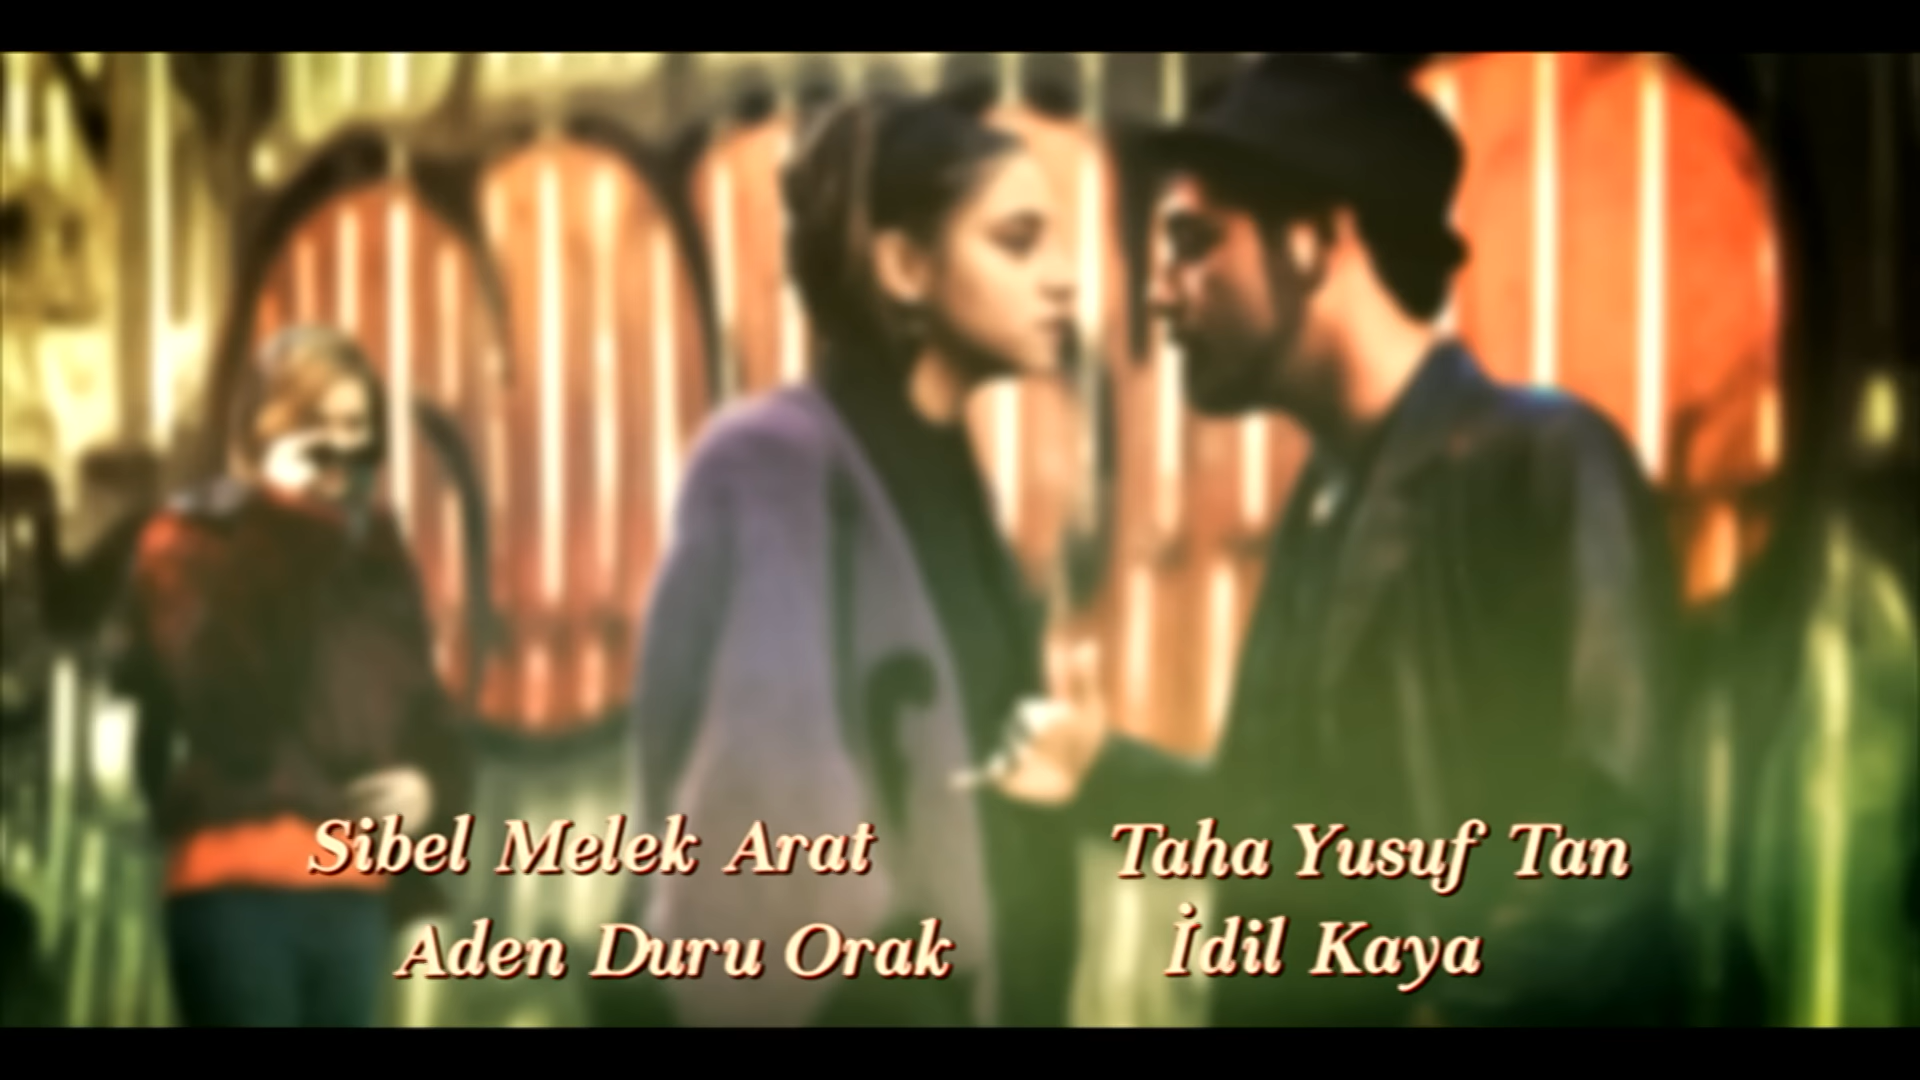 Sibel Melek Arat
Taha Yusuf Tan
Aden Duru Orak
İdil Kaya